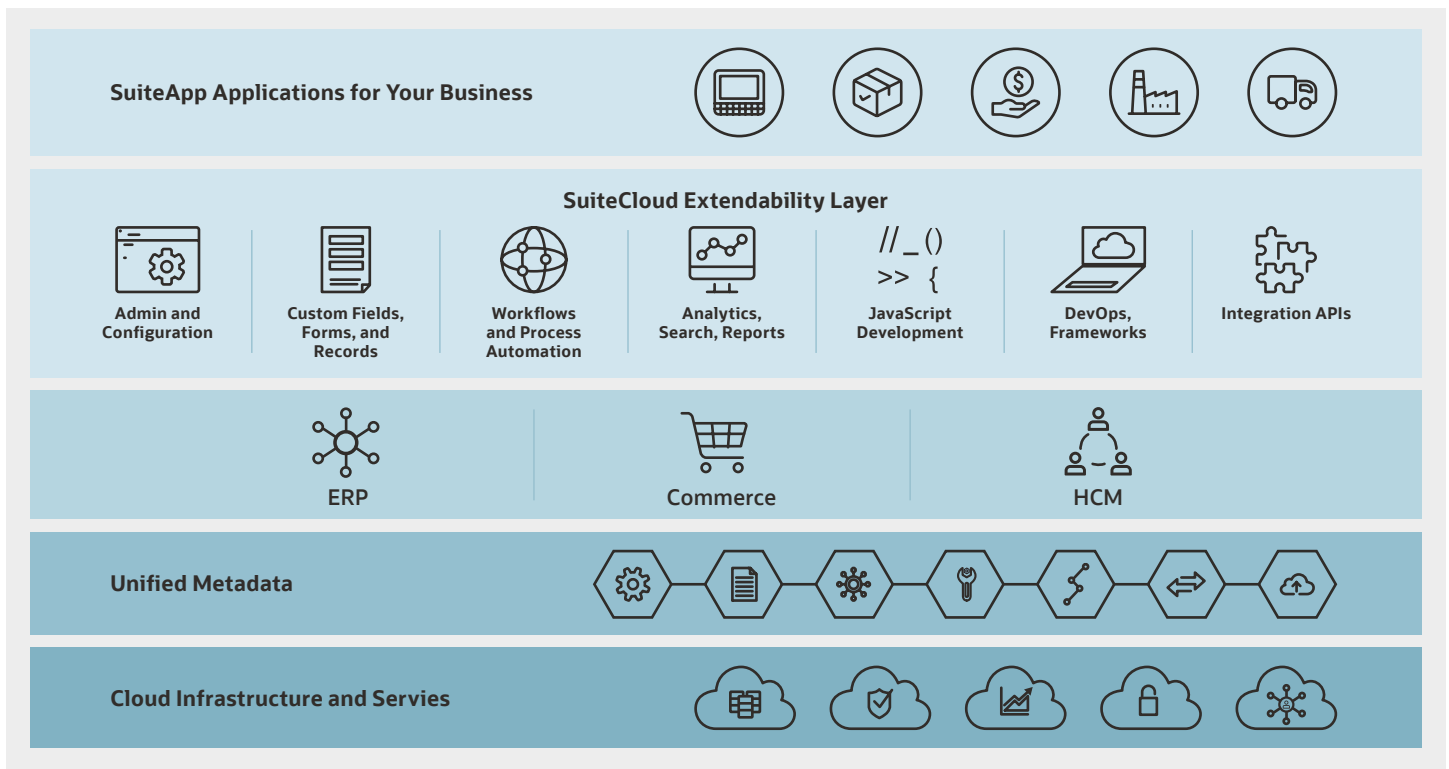 SuiteApp Applications for Your Business
SuiteCloud Extendability Layer
//_ ()
>> {
Admin and
Configuration
Custom Fields,
Forms, and
Records
Workflows
and Process
Automation
Analytics,
Search, Reports
JavaScript
Development
DevOps,
Frameworks
Integration APIs
ERP
Commerce
HCM
Unified Metadata
Cloud Infrastructure and Servies